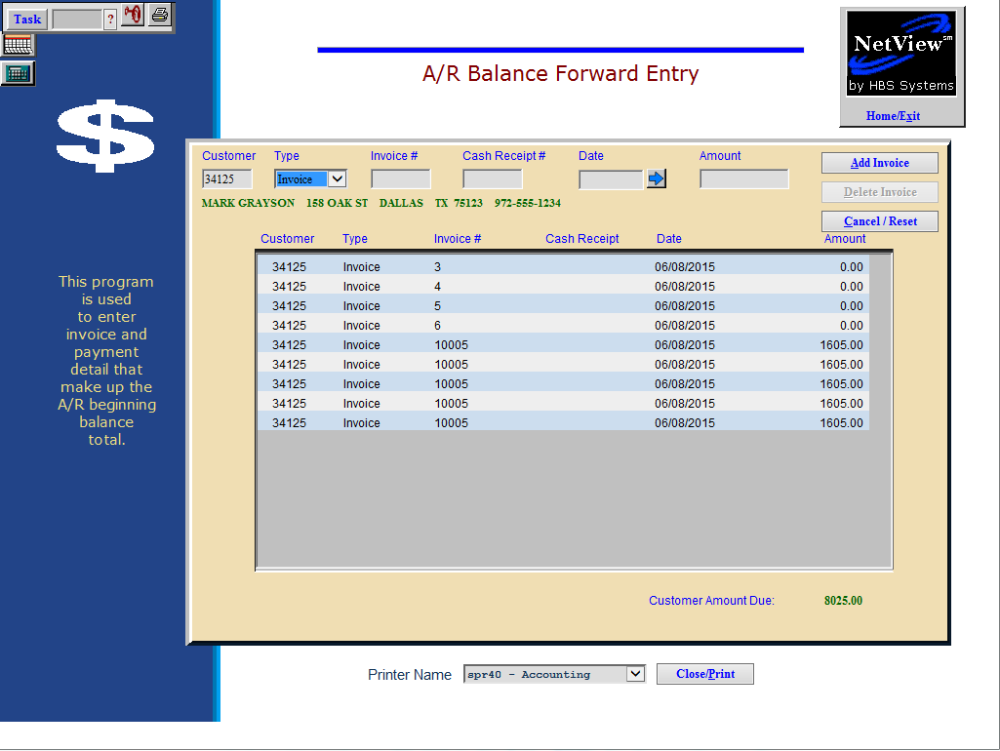 Task ?
NetView℠
by HBS Systems
Home/Exit
A/R Balance Forward Entry
This program
is used
to enter
invoice and
payment
detail that
make up the
A/R beginning
balance
total.
Customer Type Invoice # Cash Receipt # Date Amount
34125 Invoice
Add Invoice
Delete Invoice
Cancel / Reset
MARK GRAYSON 158 OAK ST DALLAS TX 75123 972-555-1234
Customer Type Invoice # Cash Receipt Date Amount
34125 Invoice 3 06/08/2015 0.00
34125 Invoice 4 06/08/2015 0.00
34125 Invoice 5 06/08/2015 0.00
34125 Invoice 6 06/08/2015 0.00
34125 Invoice 10005 06/08/2015 1605.00
34125 Invoice 10005 06/08/2015 1605.00
34125 Invoice 10005 06/08/2015 1605.00
34125 Invoice 10005 06/08/2015 1605.00
34125 Invoice 10005 06/08/2015 1605.00
Customer Amount Due: 8025.00
Printer Name spr40 - Accounting Close/Print